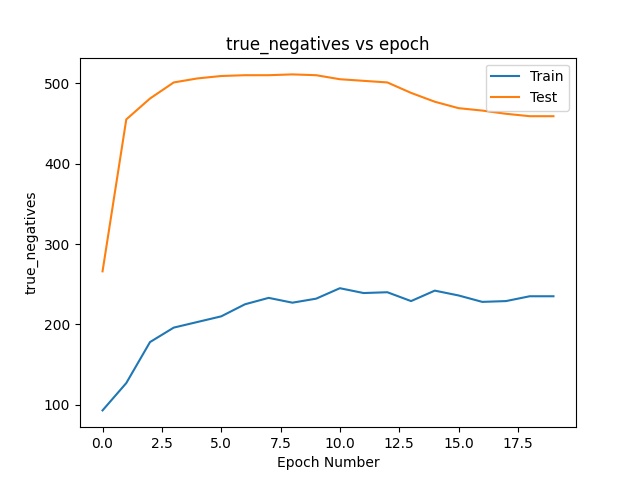 true_negatives vs epoch
Train
Test
500
400
300
200
100
true_negatives
0.0 2.5 5.0 7.5 10.0 12.5 15.0 17.5
Epoch Number